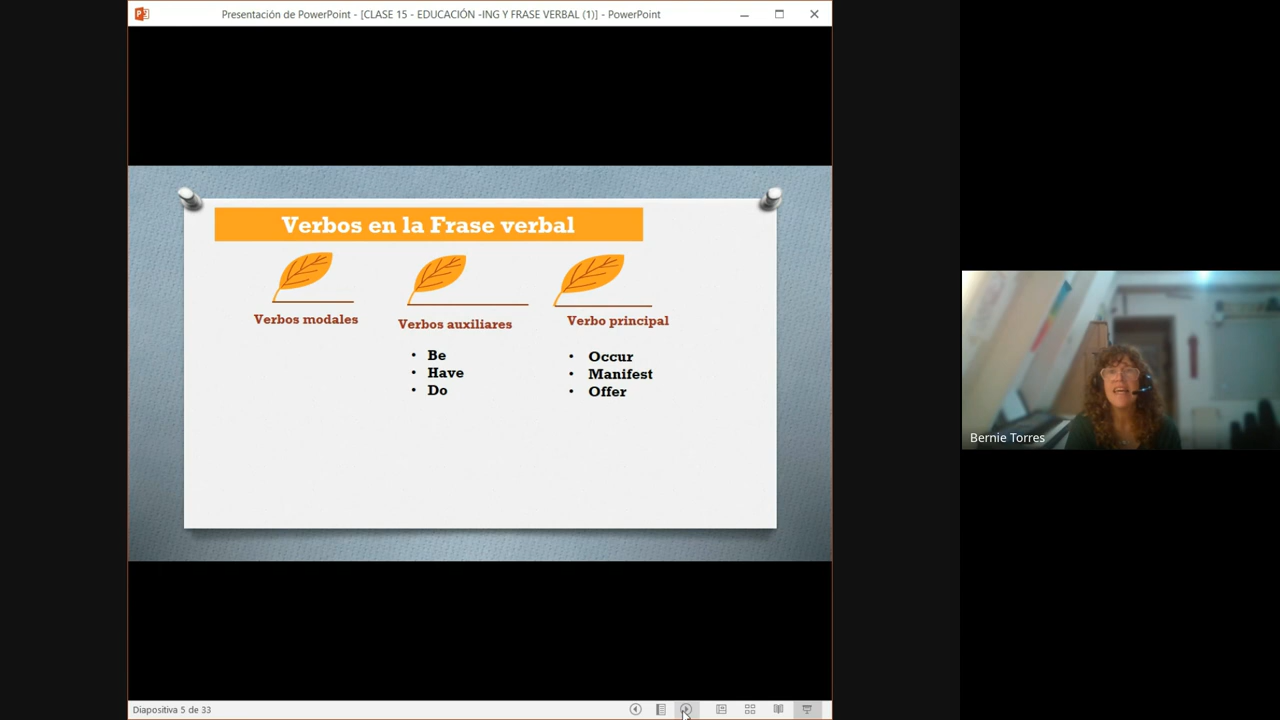 Presentación de PowerPoint - [CLASE 15 - EDUCACIÓN -ING Y FRASE VERBAL (1)] - PowerPoint
Verbos en la Frase verbal
Verbos modales
Verbos auxiliares
• Be
• Have
• Do
Verbo principal
• Occur
• Manifest
• Offer
Bernie Torres
Diapositiva 5 de 33